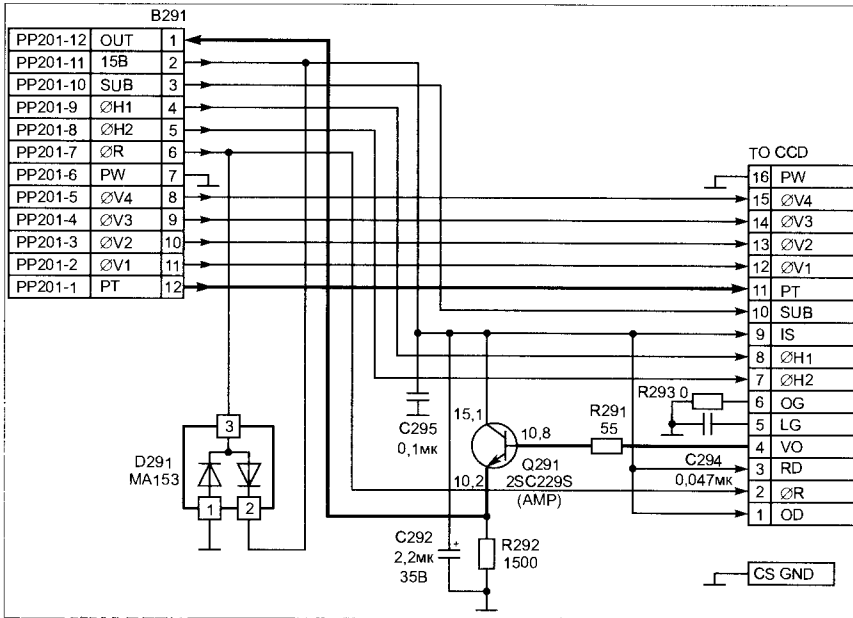 B291
PP201-12 OUT 1
PP201-11 15В 2
PP201-10 SUB 3
PP201-9 ØH1 4
PP201-8 ØH2 5
PP201-7 ØR 6
PP201-6 PW 7
PP201-5 ØV4 8
PP201-4 ØV3 9
PP201-3 ØV2 10
PP201-2 ØV1 11
PP201-1 PT 12
TO CCD
16 PW
15 ØV4
14 ØV3
13 ØV2
12 ØV1
11 PT
10 SUB
9 IS
8 ØH1
7 ØH2
6 OG
5 LG
4 VO
3 RD
2 ØR
1 OD
CS GND
R293 0
C295
0,1мк
15,1
10,8
R291
55
3
D291
MA153
1 2
10,2
Q291
2SC229S
(AMP)
C294
0,047мк
C292
2,2мк
35В
+
R292
1500